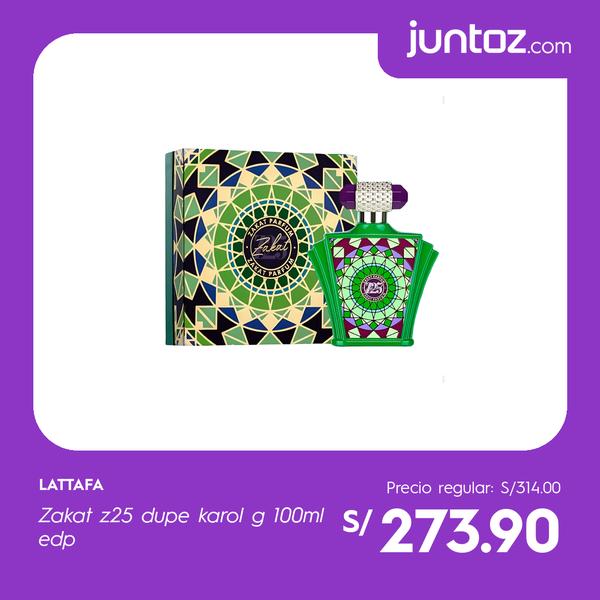 juntoz.com
ZAKAT PARFUM
Zakat
ZAKAT PARFUM
Z25
LATTAFA
Zakat z25 dupe karol g 100ml
edp
Precio regular: S/314.00
S/273.90